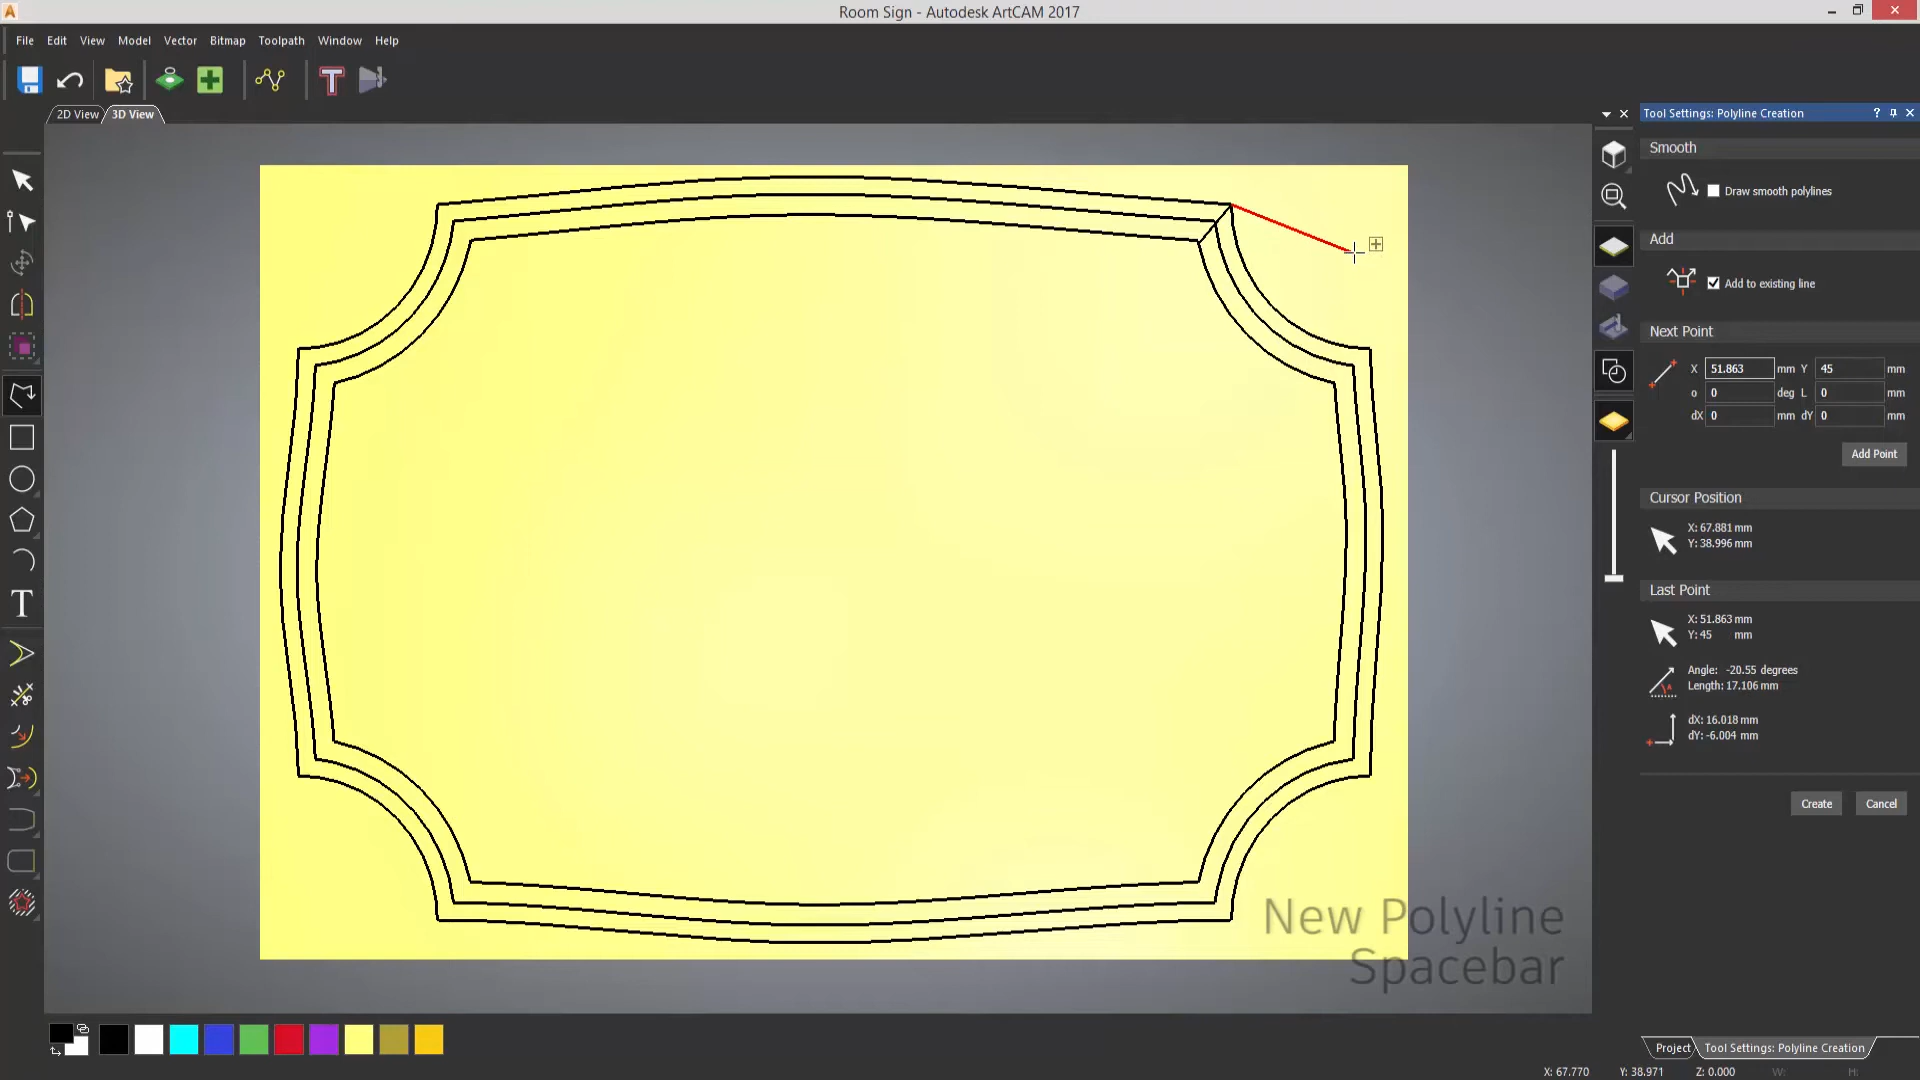 Room Sign - Autodesk ArtCAM 2017
File Edit View Model Vector Bitmap Toolpath Window Help
2D View 3D View
Tool Settings: Polyline Creation
Smooth
Draw smooth polylines
Add
Add to existing line
Next Point
X 51.863 mm Y 45 mm
o 0 deg L 0 mm
dX 0 mm dY 0 mm
Add Point
Cursor Position
X: 67.881 mm
Y: 38.996 mm
Last Point
X: 51.863 mm
Y: 45 mm
Angle: -20.55 degrees
Length: 17.106 mm
dX: 16.018 mm
dY: -6.004 mm
Create Cancel
New Polyline
Spacebar
Project Tool Settings: Polyline Creation
X: 67.770 Y: 38.971 Z: 0.000 W: H: